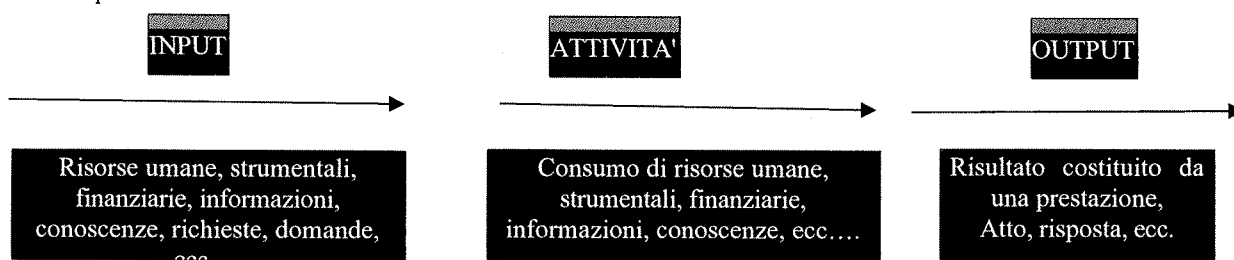 INPUT
ATTIVITA'
OUTPUT
Risorse umane, strumentali,
finanziarie, informazioni,
conoscenze, richieste, domande,
Consumo di risorse umane,
strumentali, finanziarie,
informazioni, conoscenze, ecc….
Risultato costituito da
una prestazione,
Atto, risposta, ecc.